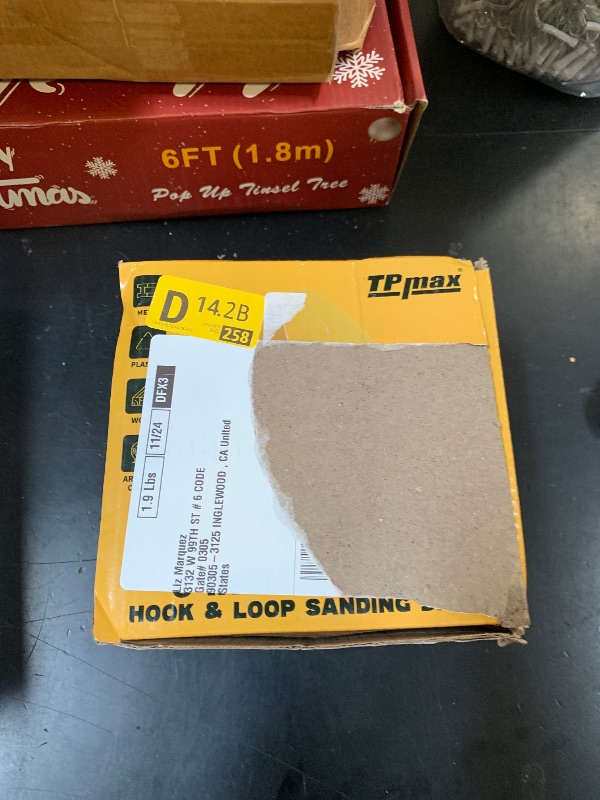 6FT (1.8m)
Pop Up Tinsel Tree
TPmax
D 14.2B
258
1.9 Lbs 11/24 DFX3
Liz Marquez
3132 W 99TH ST # 6 CODE
Gate# 0305
90305-3125 INGLEWOOD , CA United
States
HOOK & LOOP SANDING